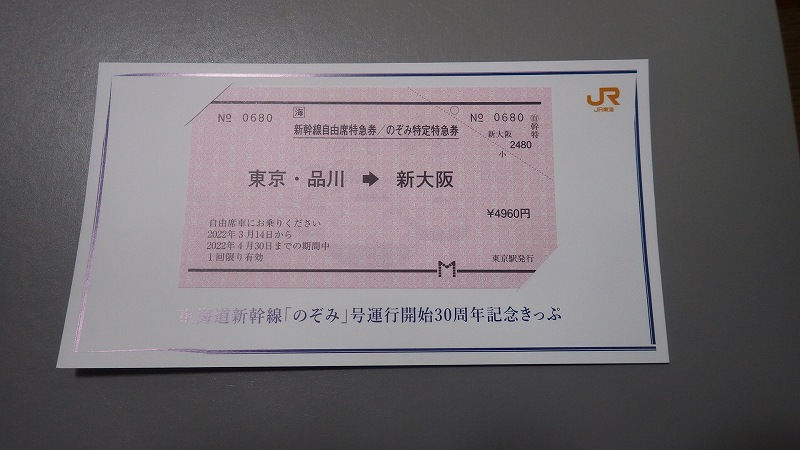 JR
JR東海
№ 0680
海
№ 0680
新幹線自由席特急券/のぞみ特定特急券
㊂幹特
新大阪
2480
小
東京・品川 ➡ 新大阪
¥4960円
自由席車にお乗りください
2022年3月14日から
2022年4月30日までの期間中
1回限り有効
東京駅発行
東海道新幹線「のぞみ」号運行開始30周年記念きっぷ